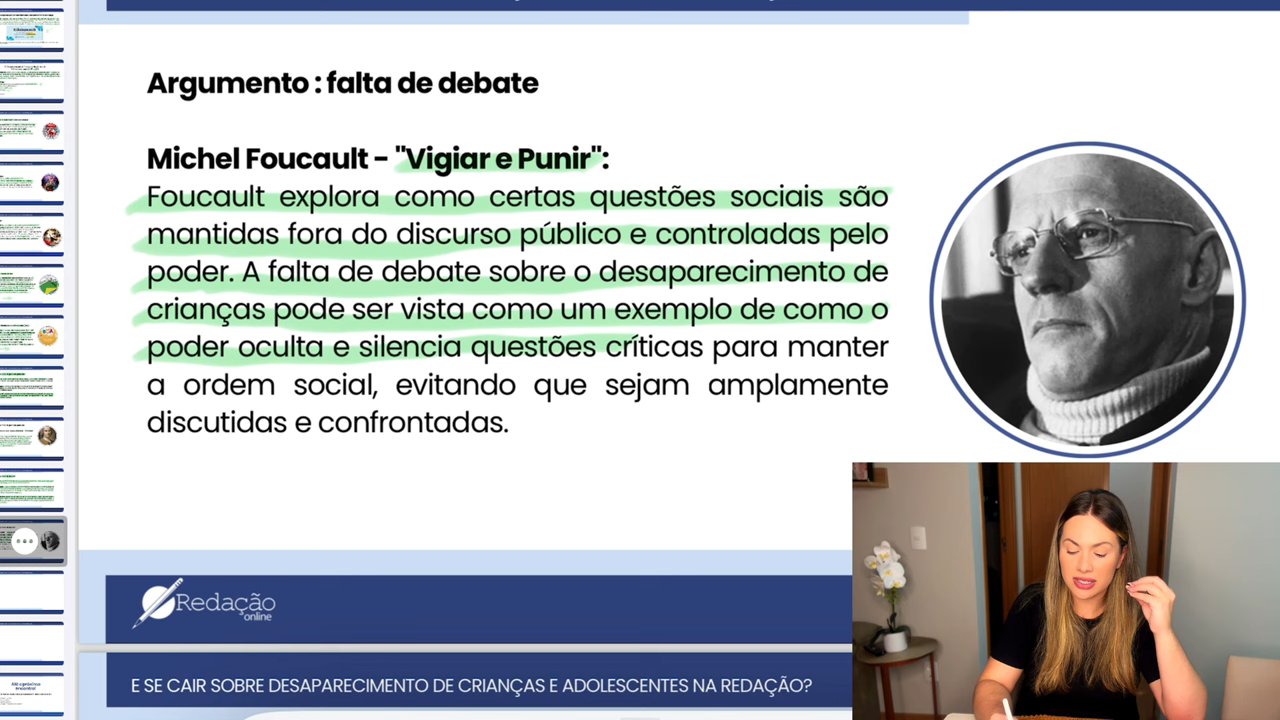 Argumento : falta de debate
Michel Foucault - "Vigiar e Punir":
Foucault explora como certas questões sociais são
mantidas fora do discurso público e controladas pelo
poder. A falta de debate sobre o desaparecimento de
crianças pode ser vista como um exemplo de como o
poder oculta e silencia questões críticas para manter
a ordem social, evitando que sejam amplamente
discutidas e confrontadas.
Redação
online
E SE CAIR SOBRE DESAPARECIMENTO DE CRIANÇAS E ADOLESCENTES NA REDAÇÃO?